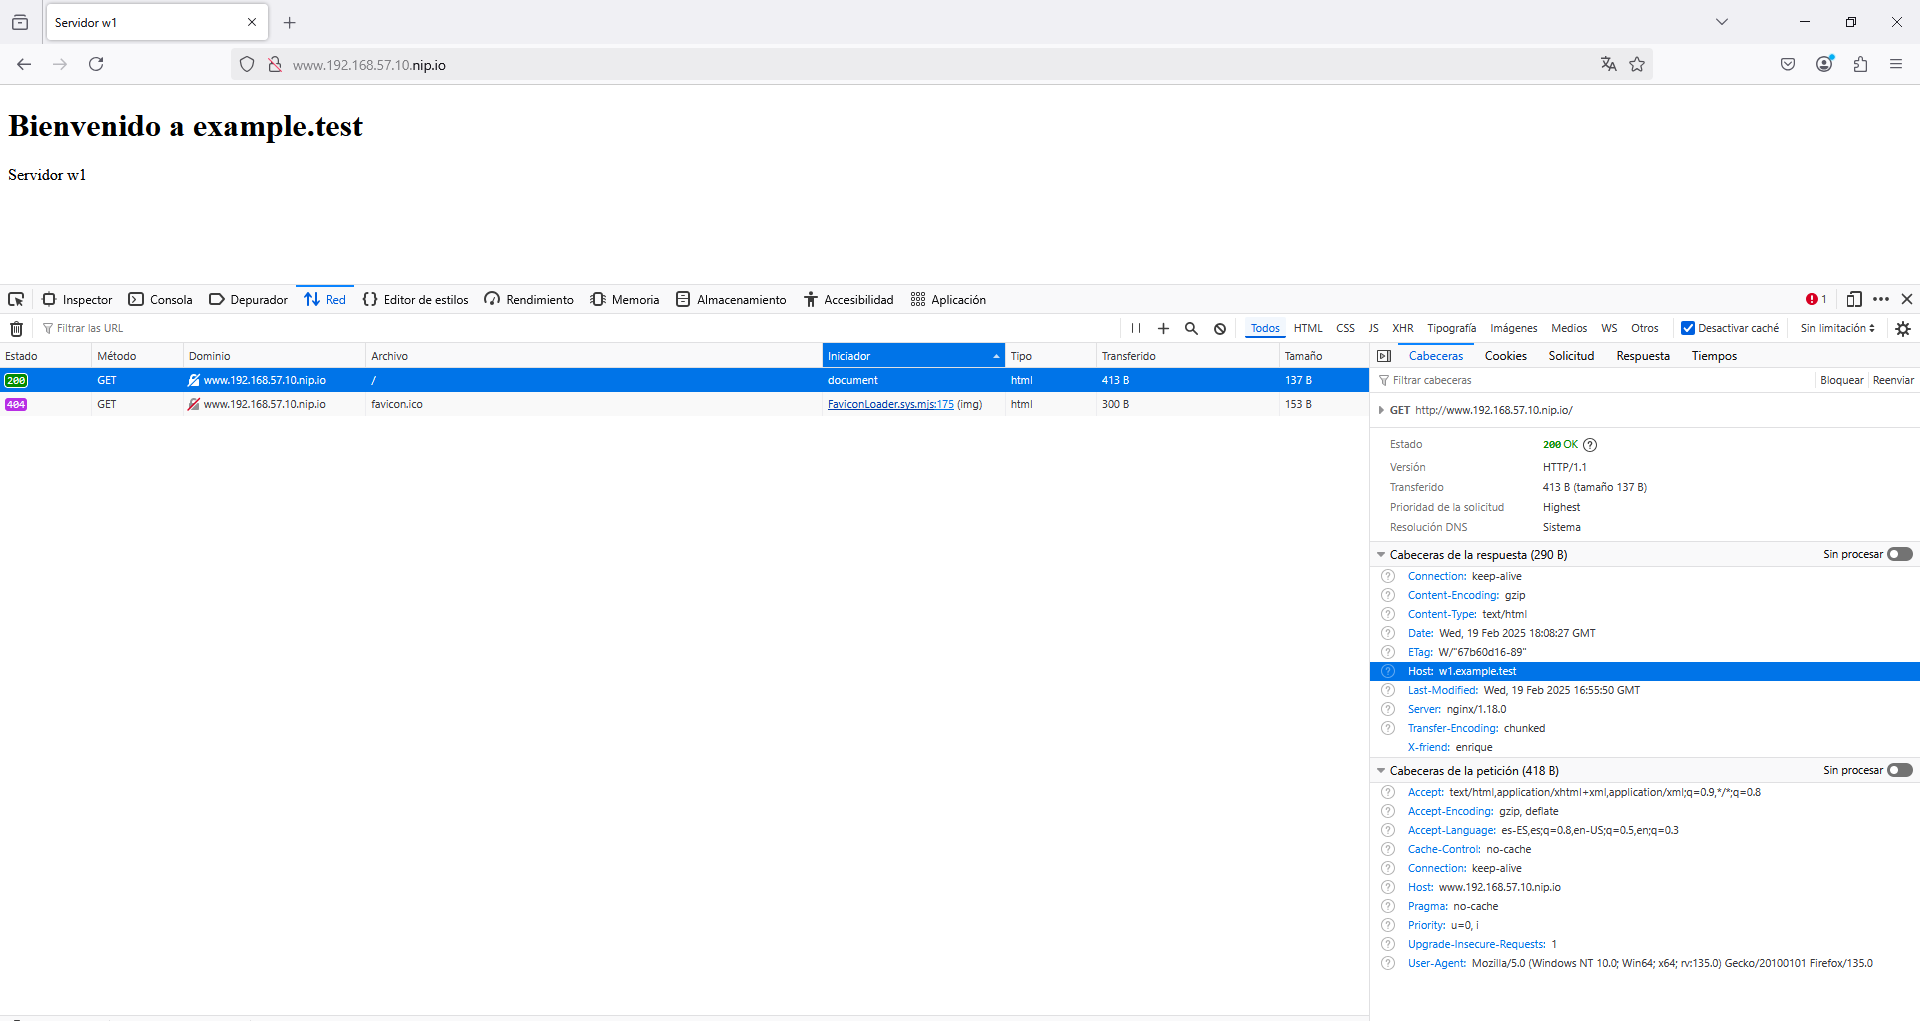 Servidor w1
www.192.168.57.10.nip.io
Bienvenido a example.test
Servidor w1
Inspector Consola Depurador Red Editor de estilos Rendimiento Memoria Almacenamiento Accesibilidad Aplicación 1
Filtrar las URL Todos HTML CSS JS XHR Tipografía Imágenes Medios WS Otros Desactivar caché Sin limitación
Estado Método Dominio Archivo Iniciador Tipo Transferido Tamaño
200 GET www.192.168.57.10.nip.io / document html 413 B 137 B
404 GET www.192.168.57.10.nip.io favicon.ico FaviconLoader.sys.mjs:175 (img) html 300 B 153 B
Cabeceras Cookies Solicitud Respuesta Tiempos
Filtrar cabeceras Bloquear Reenviar
GET http://www.192.168.57.10.nip.io/
Estado 200 OK
Versión HTTP/1.1
Transferido 413 B (tamaño 137 B)
Prioridad de la solicitud Highest
Resolución DNS Sistema
Cabeceras de la respuesta (290 B) Sin procesar
Connection: keep-alive
Content-Encoding: gzip
Content-Type: text/html
Date: Wed, 19 Feb 2025 18:08:27 GMT
ETag: W/"67b60d16-89"
Host: w1.example.test
Last-Modified: Wed, 19 Feb 2025 16:55:50 GMT
Server: nginx/1.18.0
Transfer-Encoding: chunked
X-friend: enrique
Cabeceras de la petición (418 B) Sin procesar
Accept: text/html,application/xhtml+xml,application/xml;q=0.9,*/*;q=0.8
Accept-Encoding: gzip, deflate
Accept-Language: es-ES,es;q=0.8,en-US;q=0.5,en;q=0.3
Cache-Control: no-cache
Connection: keep-alive
Host: www.192.168.57.10.nip.io
Pragma: no-cache
Priority: u=0, i
Upgrade-Insecure-Requests: 1
User-Agent: Mozilla/5.0 (Windows NT 10.0; Win64; x64; rv:135.0) Gecko/20100101 Firefox/135.0